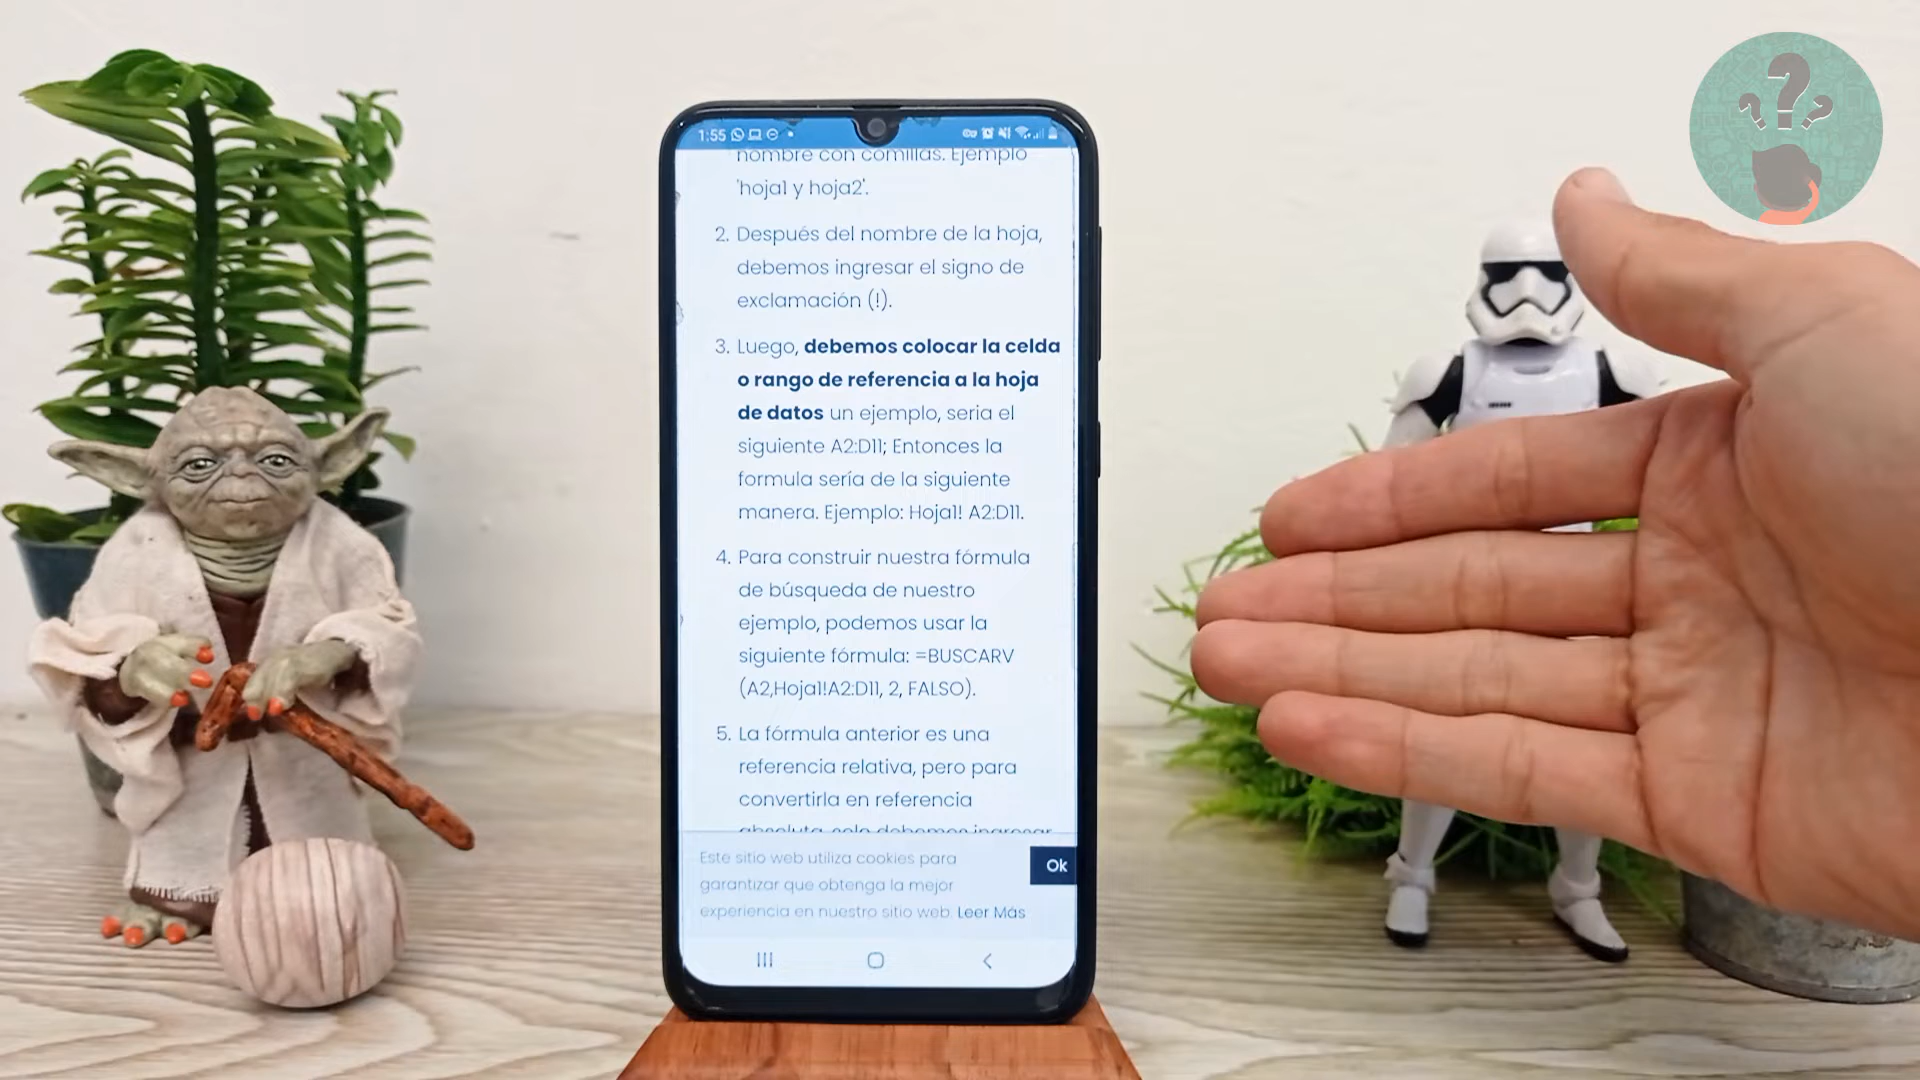 1:55
nombre con comillas. Ejemplo
'hoja1 y hoja2'.
2. Después del nombre de la hoja,
debemos ingresar el signo de
exclamación (!).
3. Luego, debemos colocar la celda
o rango de referencia a la hoja
de datos un ejemplo, seria el
siguiente A2:D11; Entonces la
formula sería de la siguiente
manera. Ejemplo: Hoja1! A2:D11.
4. Para construir nuestra fórmula
de búsqueda de nuestro
ejemplo, podemos usar la
siguiente fórmula: =BUSCARV
(A2,Hoja1!A2:D11, 2, FALSO).
5. La fórmula anterior es una
referencia relativa, pero para
convertirla en referencia
absoluta, solo debemos ingresar
Este sitio web utiliza cookies para
garantizar que obtenga la mejor
experiencia en nuestro sitio web. Leer Más
Ok